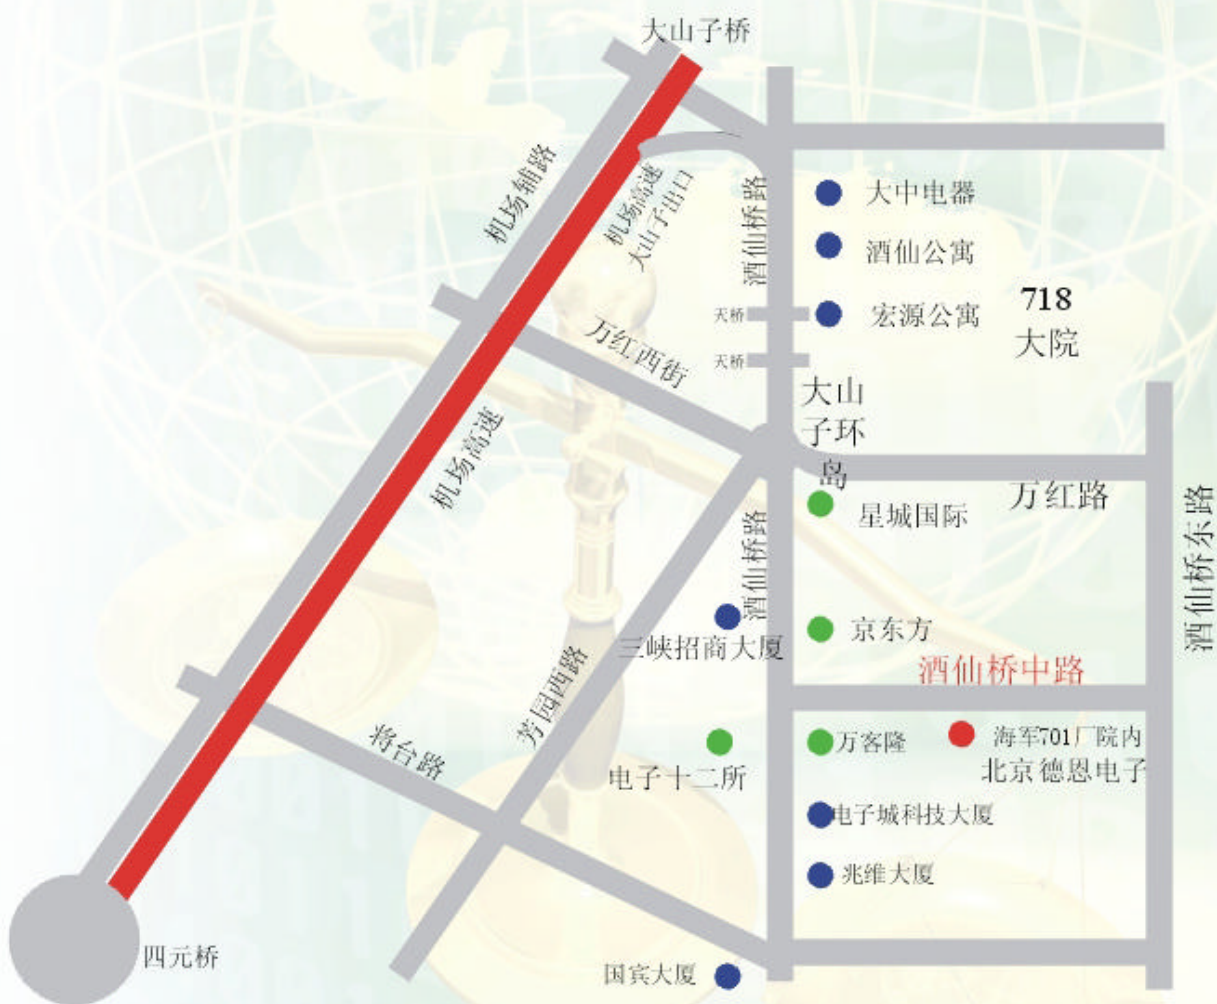 大山子桥
机场辅路
机场高速
大山子出口
酒仙桥路
大中电器
酒仙公寓
天桥
宏源公寓
718
大院
万红西街
天桥
大山
子环
岛
机场高速
万红路
星城国际
酒仙桥路
酒仙桥东路
三峡招商大厦
京东方
酒仙桥中路
芳园西路
将台路
电子十二所
万客隆
海军701厂院内
北京德恩电子
电子城科技大厦
兆维大厦
四元桥
国宾大厦